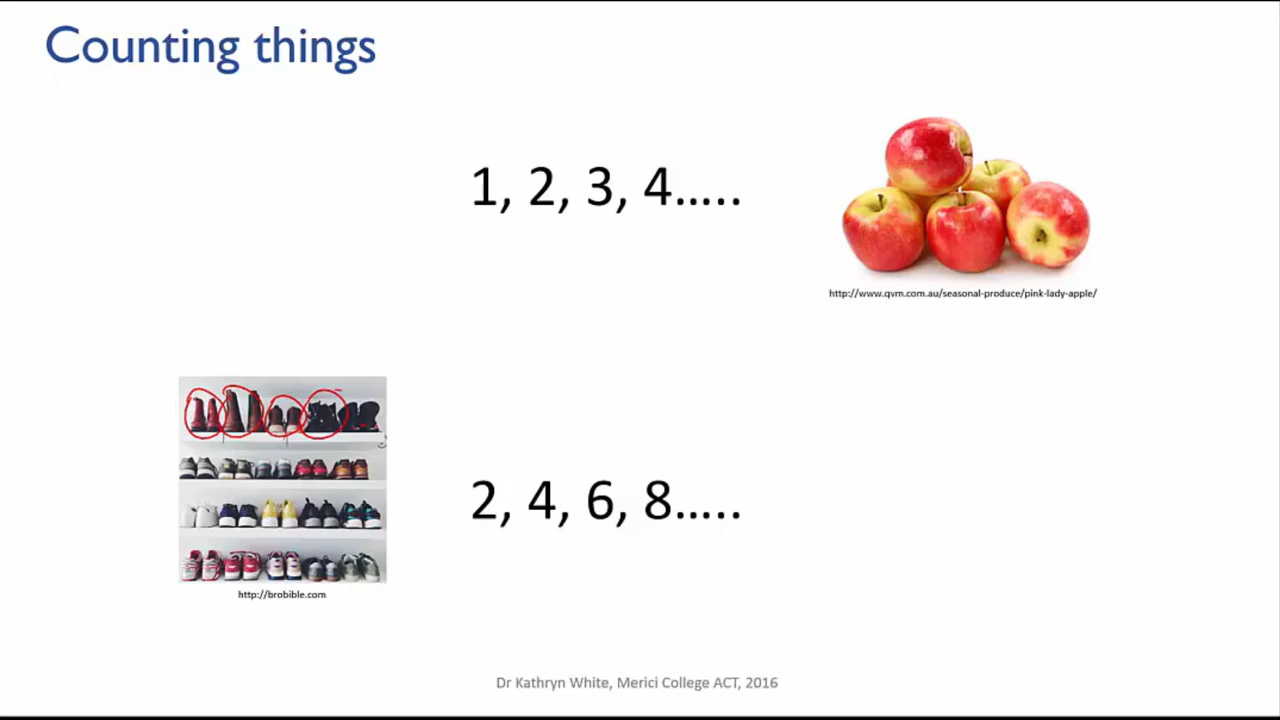 Counting things
1, 2, 3, 4.....
http://www.qvm.com.au/seasonal-produce/pink-lady-apple/
2, 4, 6, 8.....
http://brobible.com
Dr Kathryn White, Merici College ACT, 2016